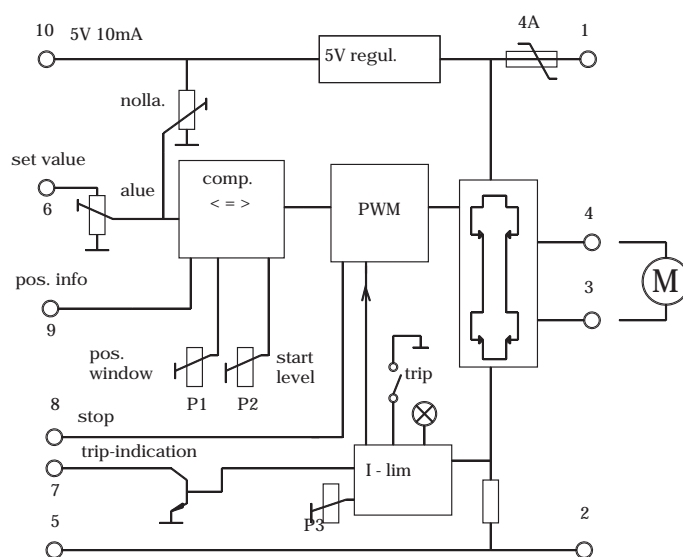 10 5V 10mA
4A
1
5V regul.
nolla.
set value
6
alue
comp.
< = >
PWM
4
3
M
pos. info
9
pos.
window
start
level
P1
P2
trip
8
stop
trip-indication
7
I - lim
P3
5
2